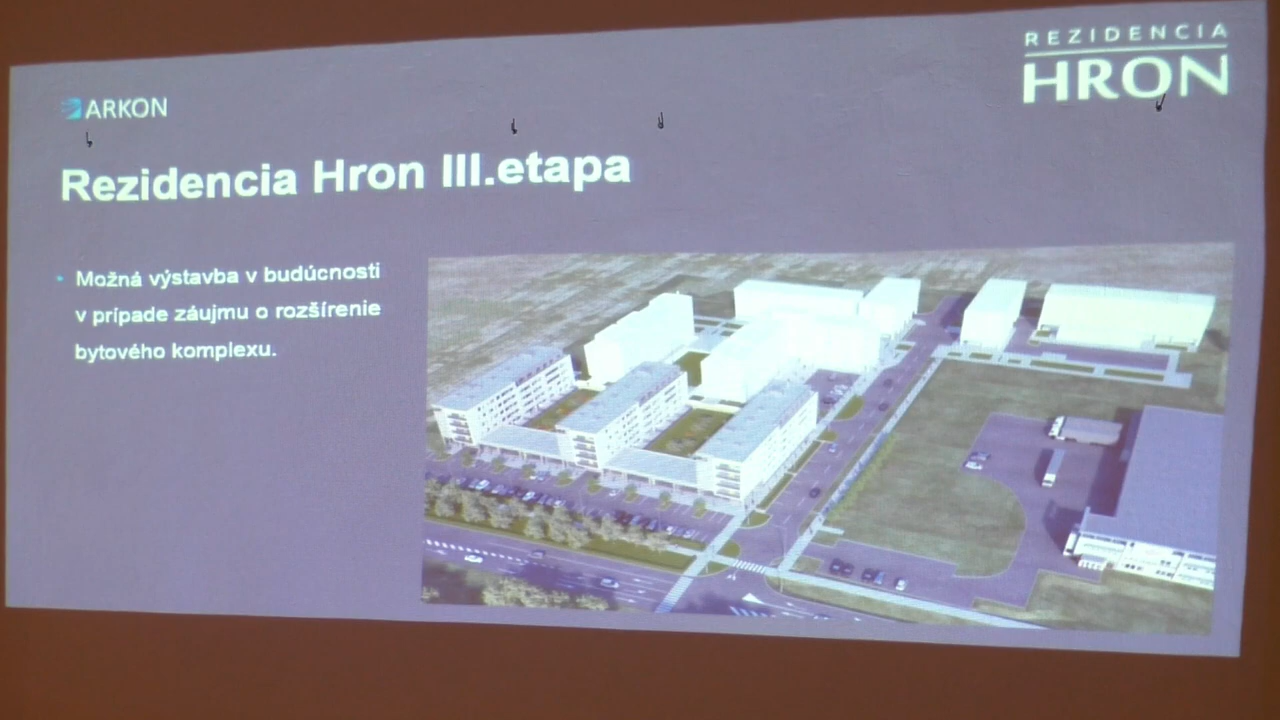 REZIDENCIA
HRON
ARKON
Rezidencia Hron III.etapa
• Možná výstavba v budúcnosti
v prípade záujmu o rozšírenie
bytového komplexu.